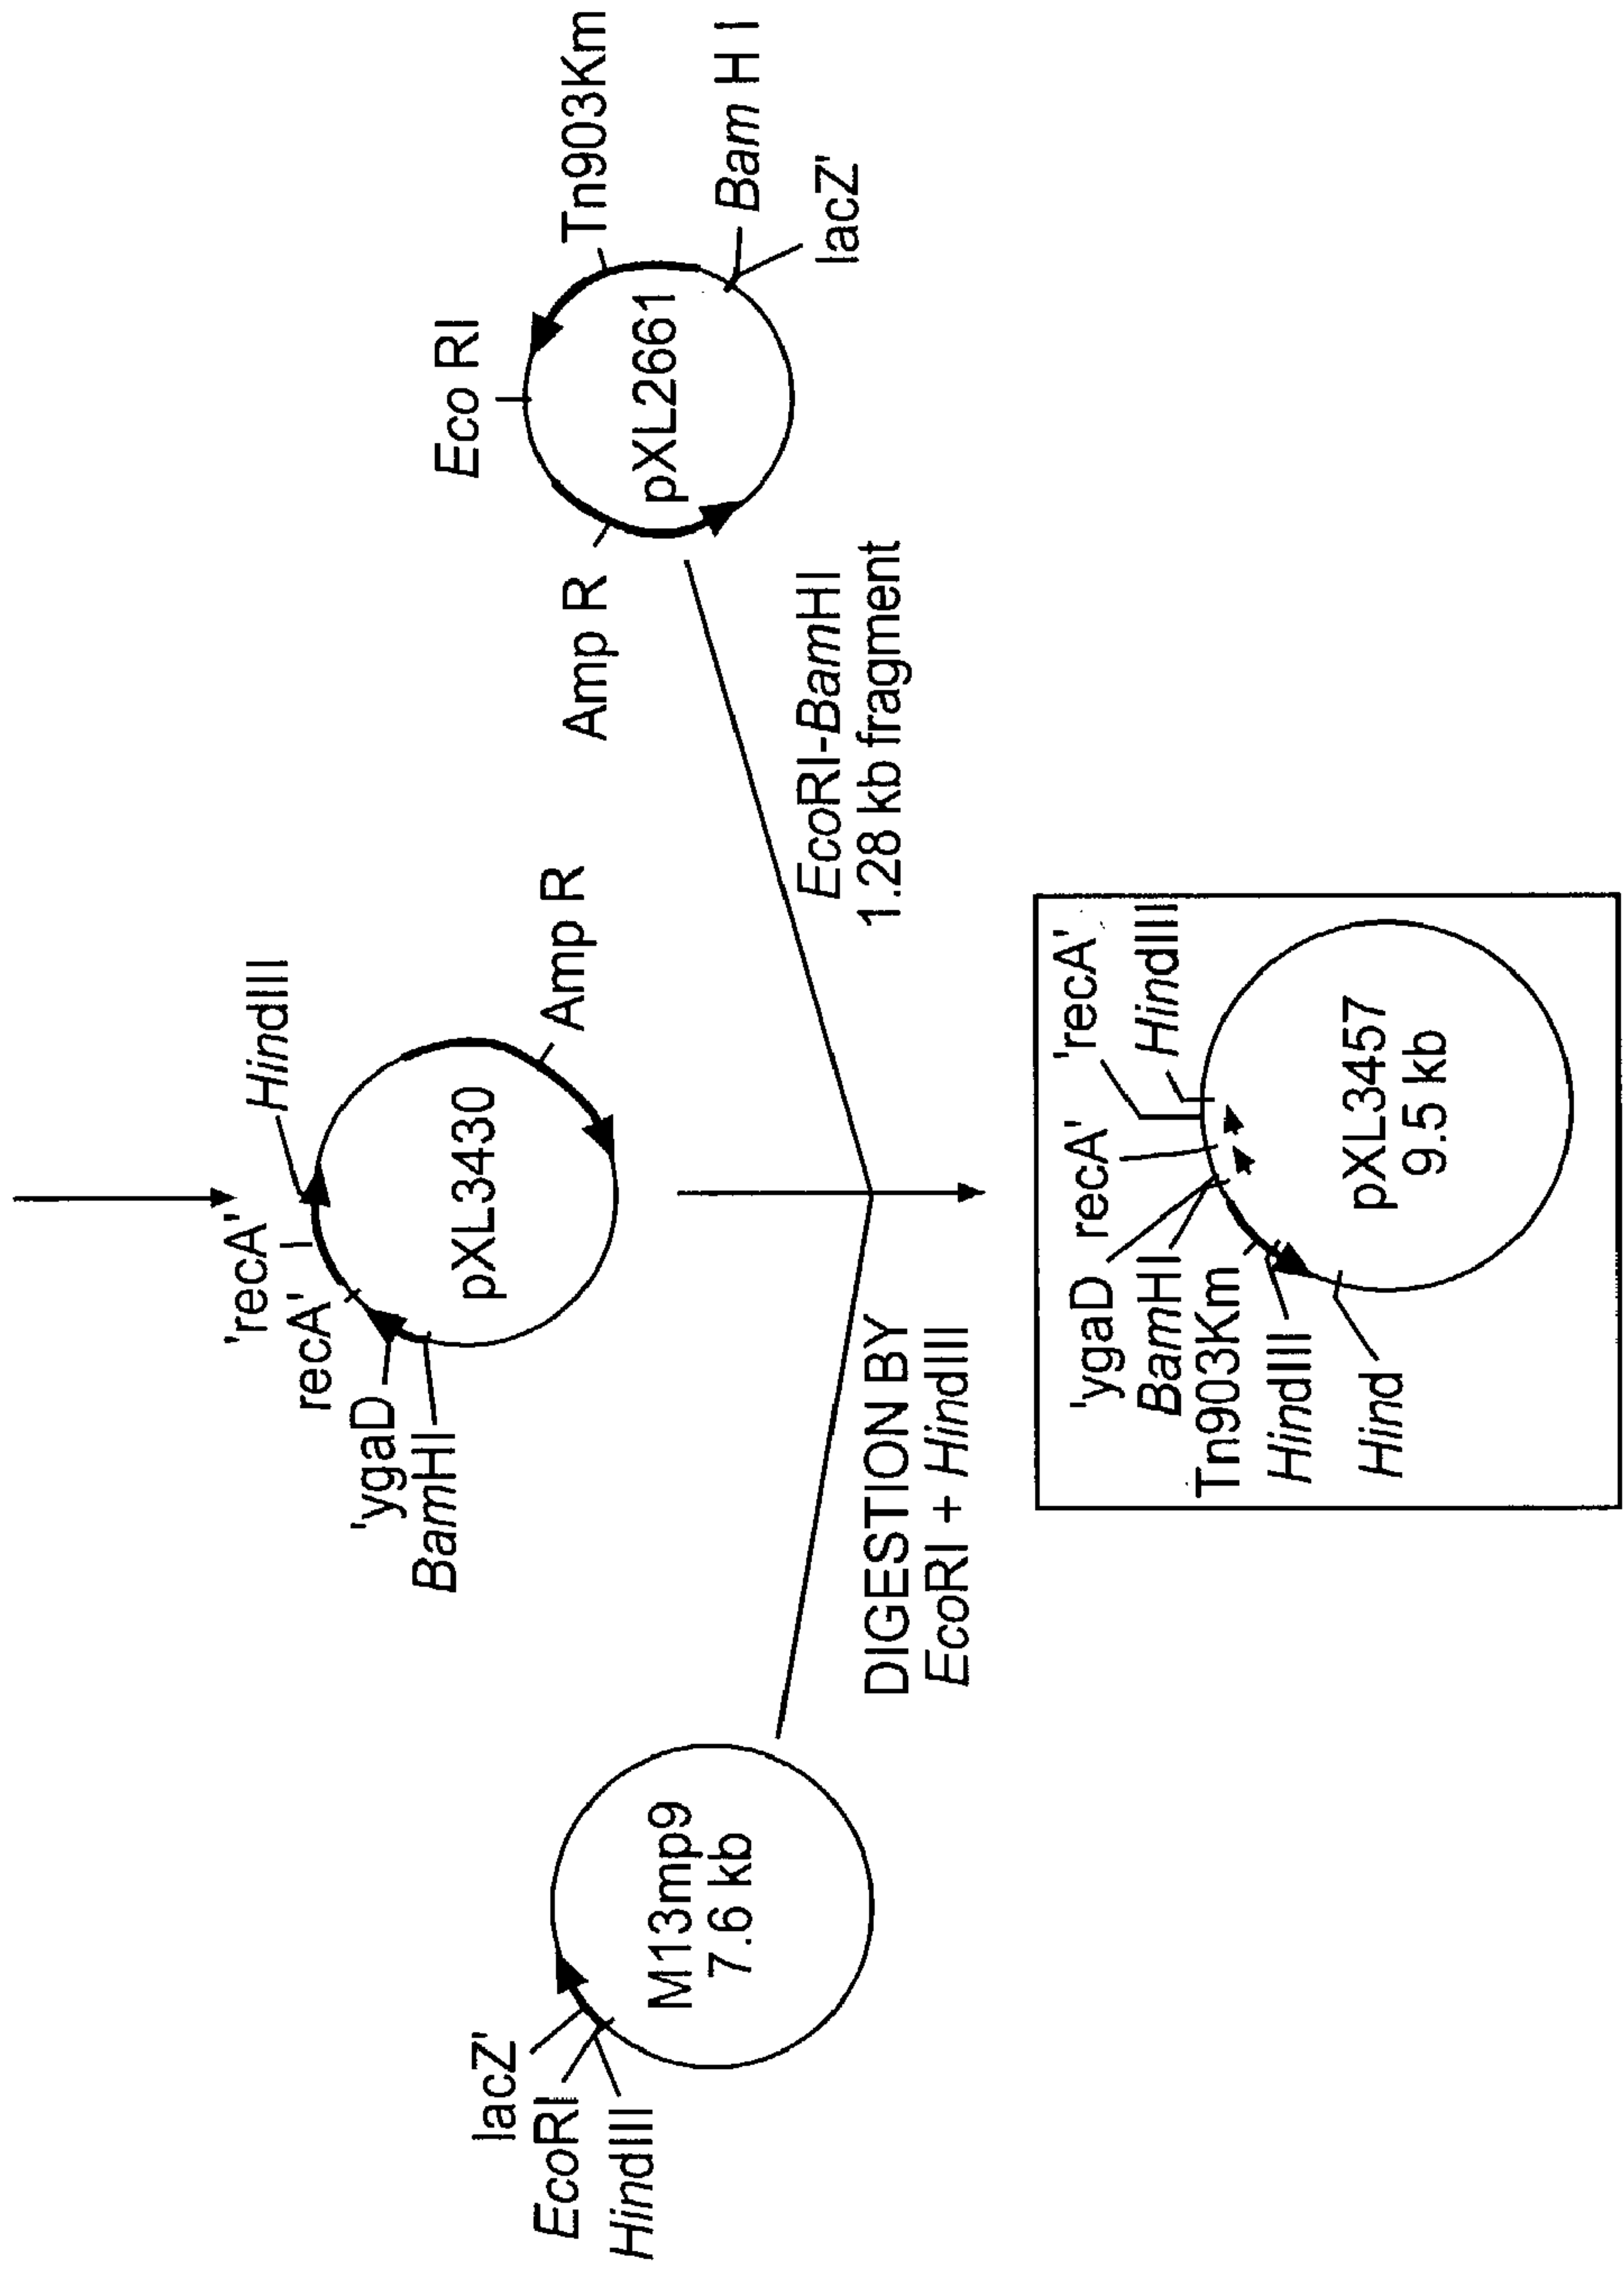 HindIII
'recA'
recA'
'ygaD
BamHI
pXL3430
Amp R
lacZ'
EcoRI
HindIII
M13mp9
7.6 kb
Eco RI
Tn903Km
Amp R
pXL2661
Bam H I
lacZ'
DIGESTION BY
EcoRI + HindIII
EcoRI-BamHI
1.28 kb fragment
'recA'
recA'
HindIII
'ygaD
BamHI
Tn903Km
HindIII
Hind
pXL3457
9.5 kb